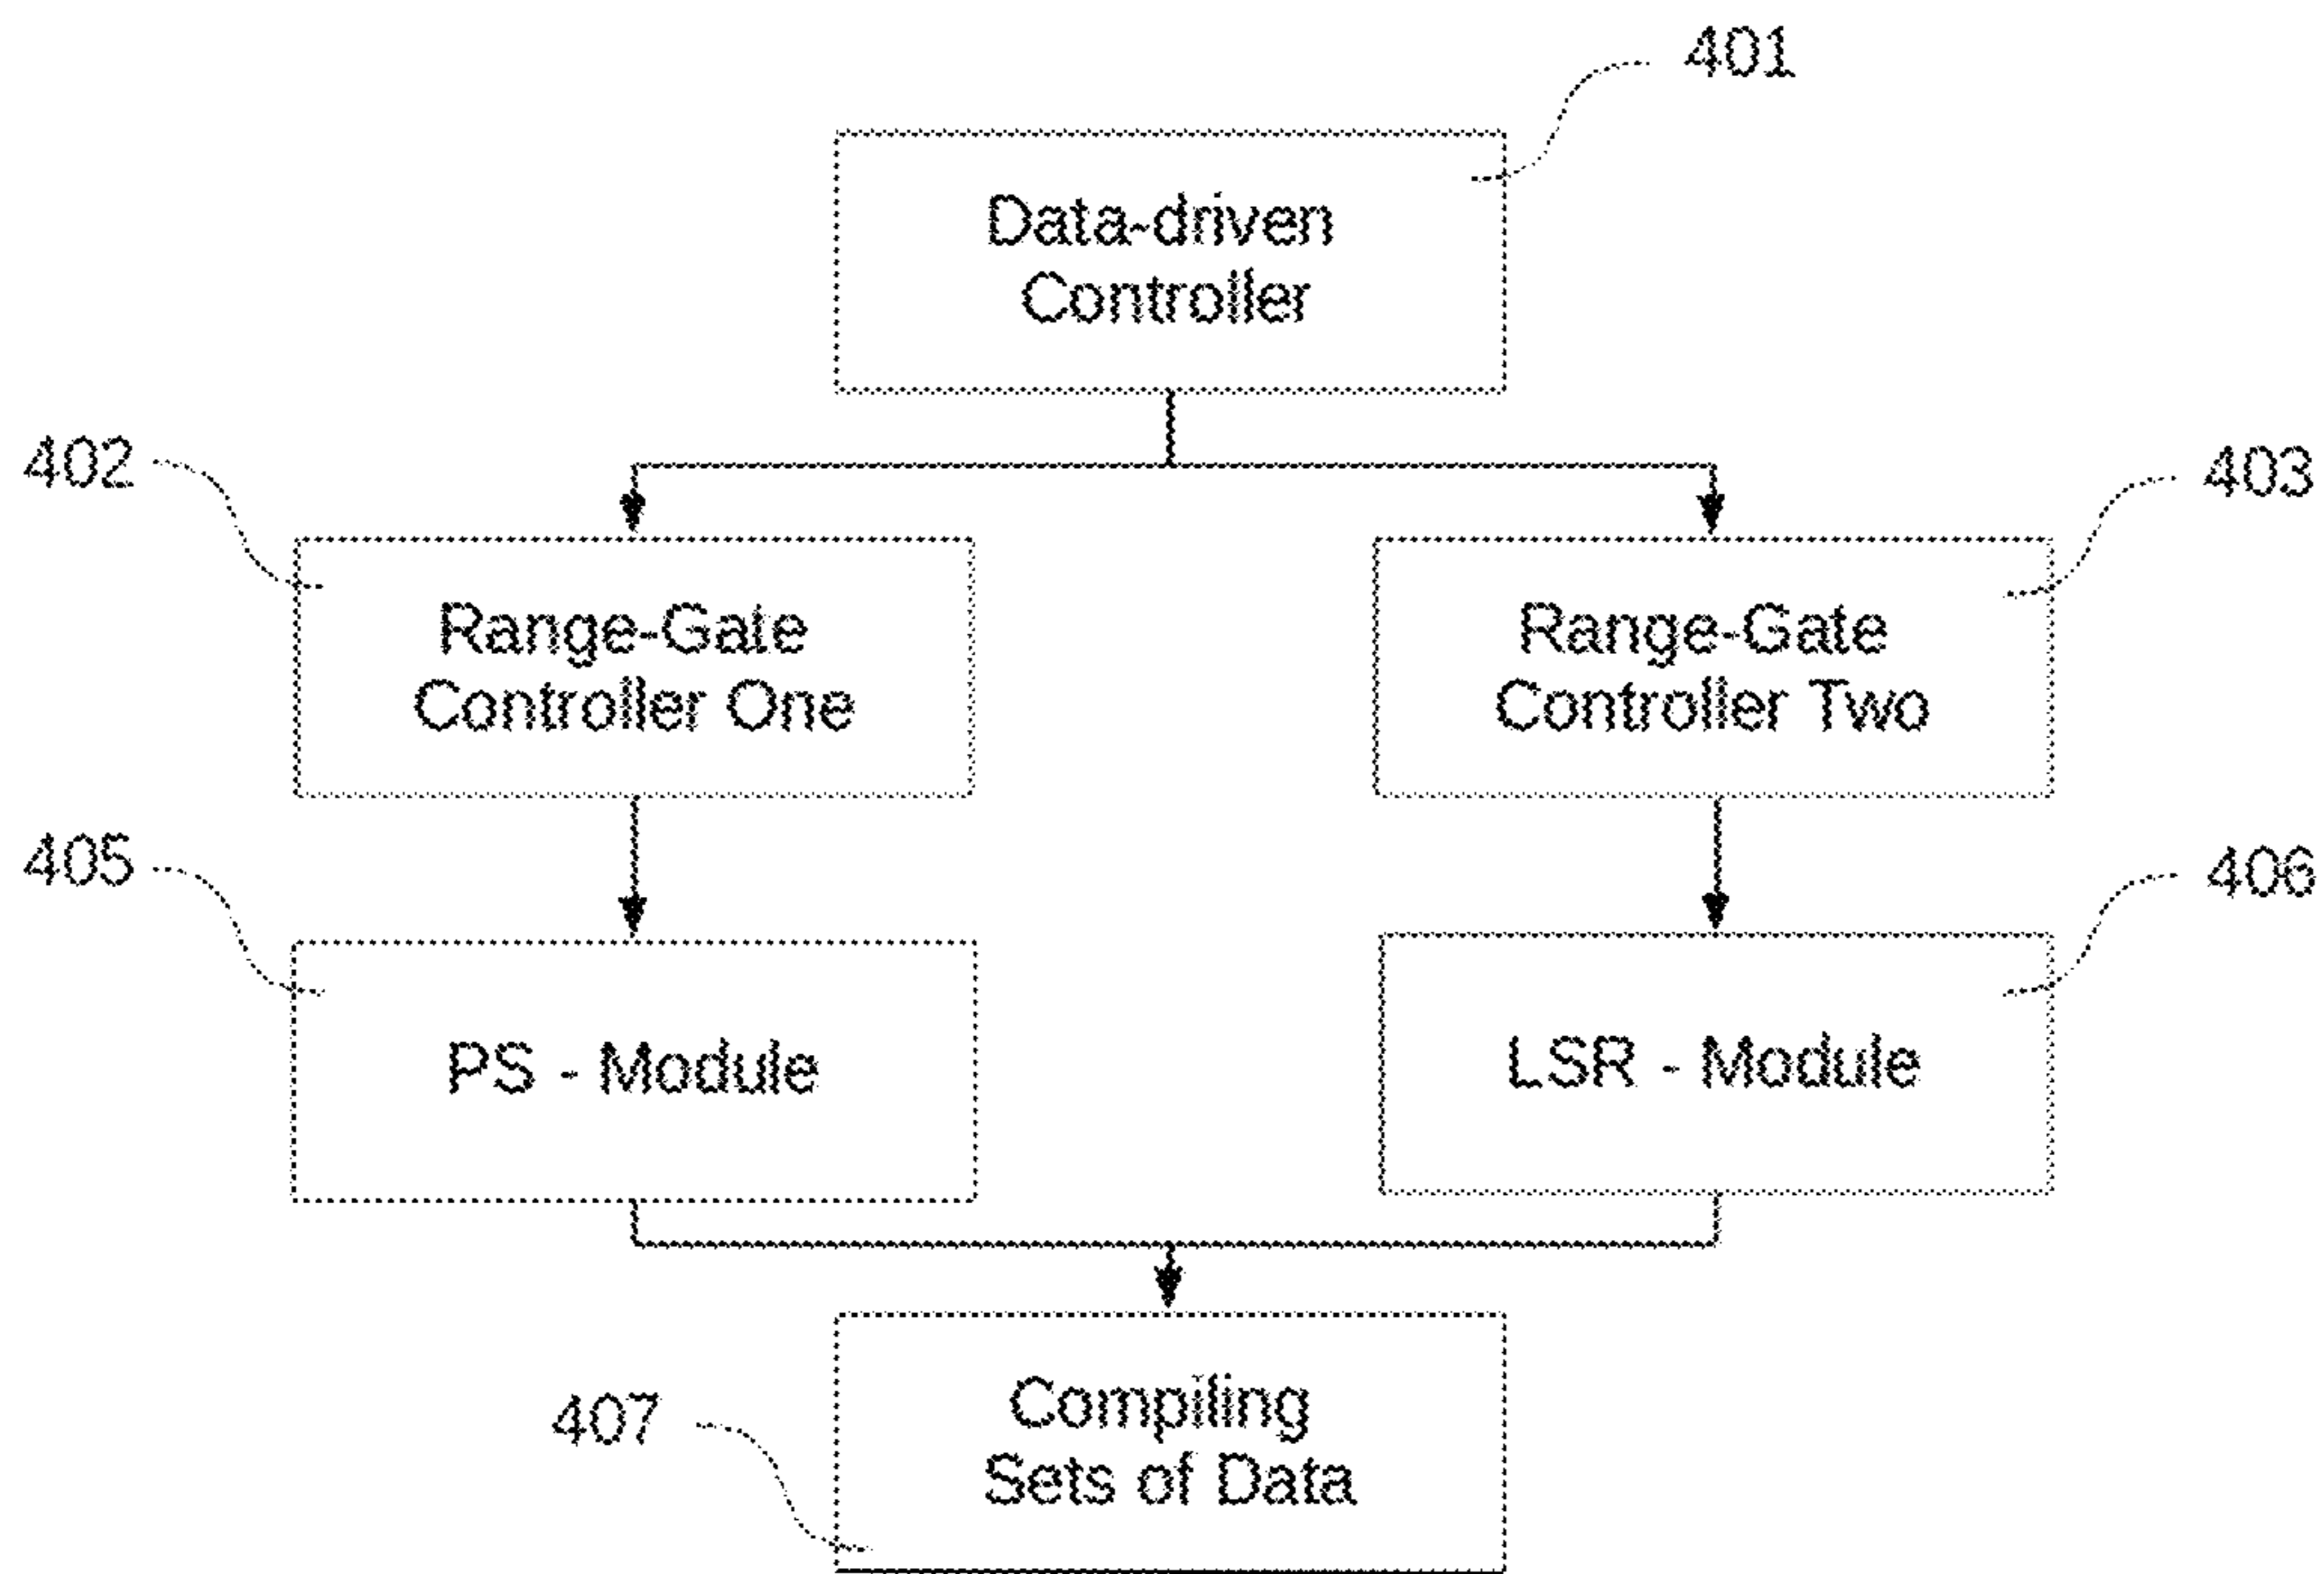 401
Data-driven
Controller
402
403
Range-Gate
Controller One
Range-Gate
Controller Two
405
406
PS - Module
LSR - Module
407
Compiling
Sets of Data